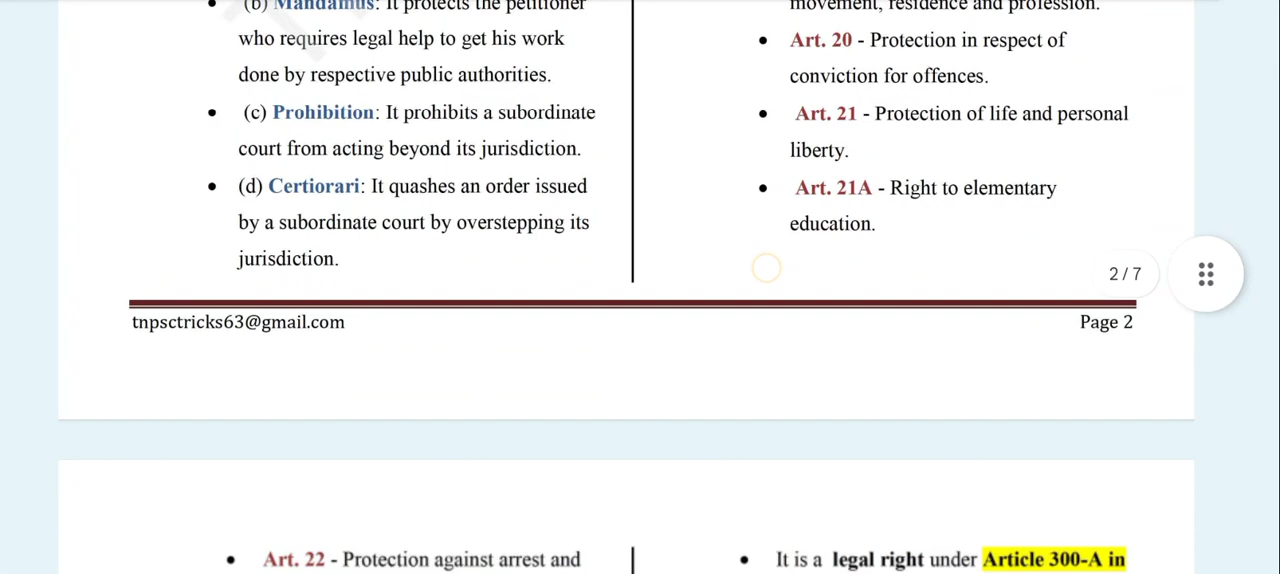 (b) Mandamus: It protects the petitioner
who requires legal help to get his work
done by respective public authorities.
(c) Prohibition: It prohibits a subordinate
court from acting beyond its jurisdiction.
(d) Certiorari: It quashes an order issued
by a subordinate court by overstepping its
jurisdiction.
movement, residence and profession.
Art. 20 - Protection in respect of
conviction for offences.
Art. 21 - Protection of life and personal
liberty.
Art. 21A - Right to elementary
education.
2 / 7
tnpsctricks63@gmail.com
Page 2
Art. 22 - Protection against arrest and
It is a legal right under Article 300-A in